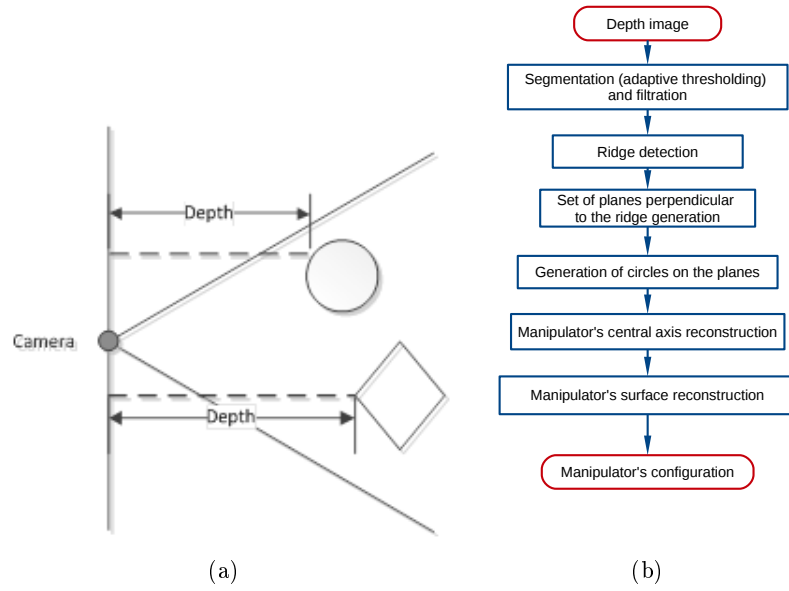 Depth
Camera
Depth
(a)
Depth image
Segmentation (adaptive thresholding)
and filtration
Ridge detection
Set of planes perpendicular
to the ridge generation
Generation of circles on the planes
Manipulator's central axis reconstruction
Manipulator's surface reconstruction
Manipulator's configuration
(b)